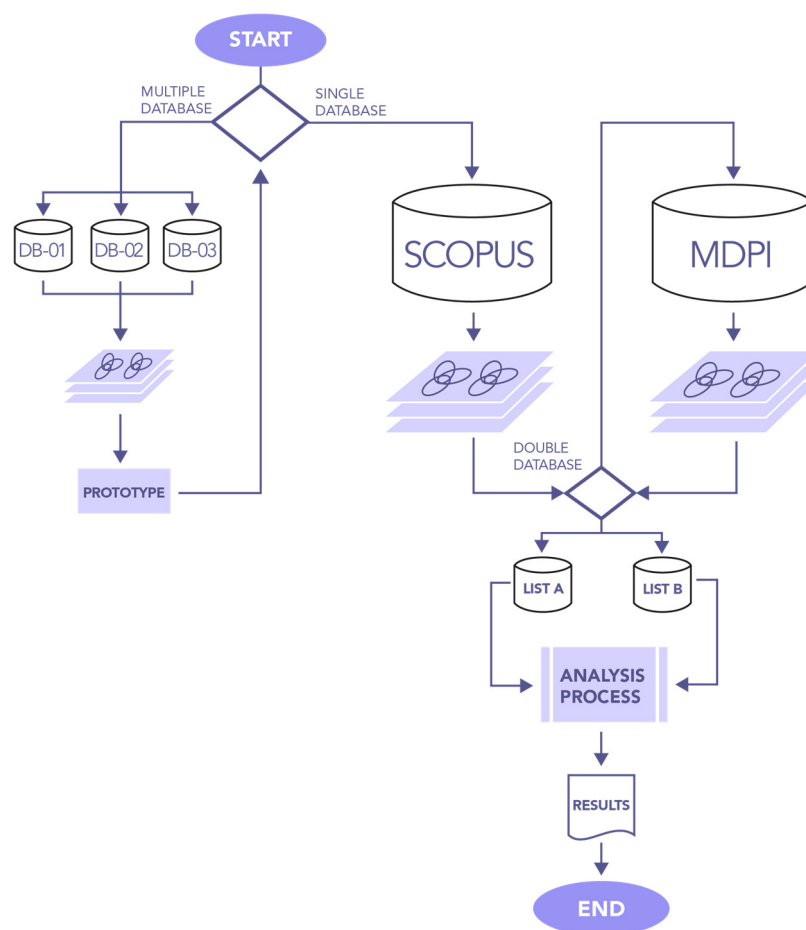 START
MULTIPLE
DATABASE
SINGLE
DATABASE
DB-01
DB-02
DB-03
SCOPUS
MDPI
DOUBLE
DATABASE
PROTOTYPE
LIST A
LIST B
ANALYSIS
PROCESS
RESULTS
END